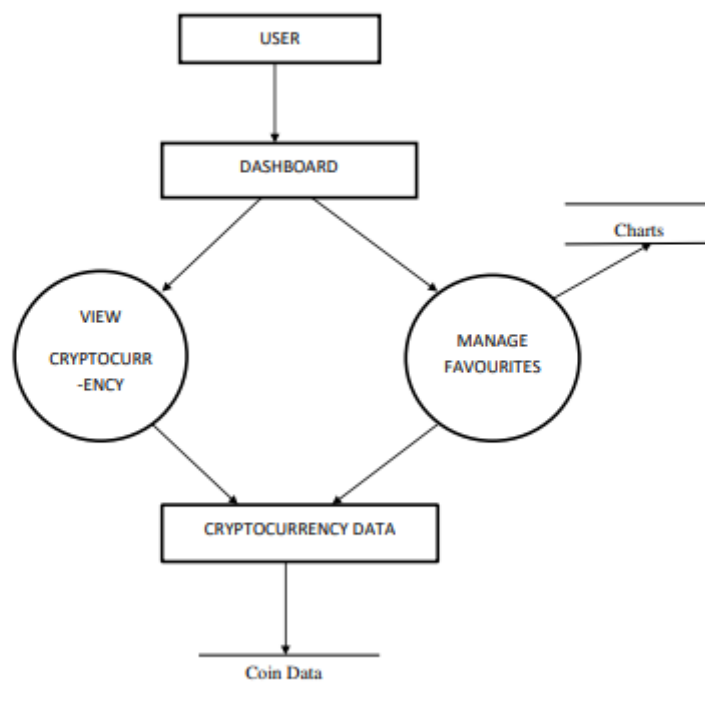 USER
DASHBOARD
Charts
VIEW
CRYPTOCURR
-ENCY
MANAGE
FAVOURITES
CRYPTOCURRENCY DATA
Coin Data